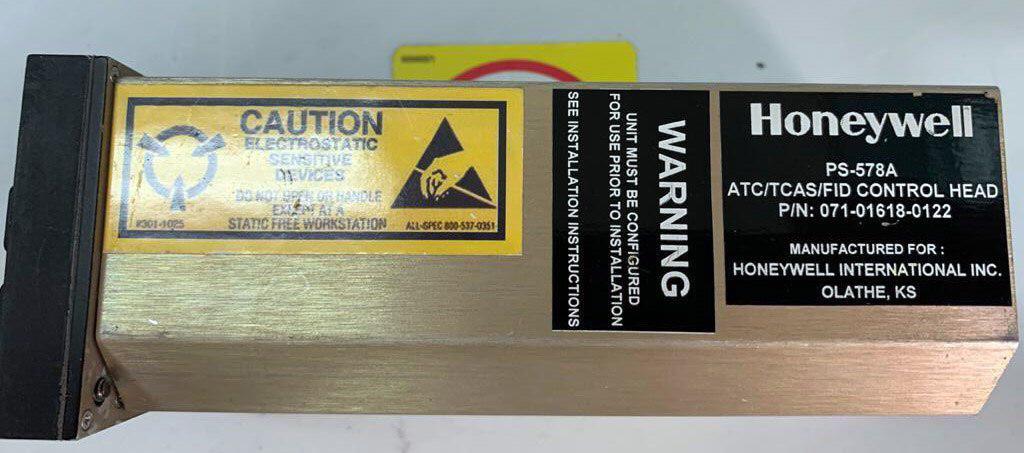 CAUTION
ELECTROSTATIC
SENSITIVE
DEVICES
DO NOT OPEN OR HANDLE
EXCEPT AT A
STATIC FREE WORKSTATION
#301-1025
ALL-SPEC 800-537-0351
WARNING
UNIT MUST BE CONFIGURED
FOR USE PRIOR TO INSTALLATION
SEE INSTALLATION INSTRUCTIONS
Honeywell
PS-578A
ATC/TCAS/FID CONTROL HEAD
P/N: 071-01618-0122
MANUFACTURED FOR :
HONEYWELL INTERNATIONAL INC.
OLATHE, KS